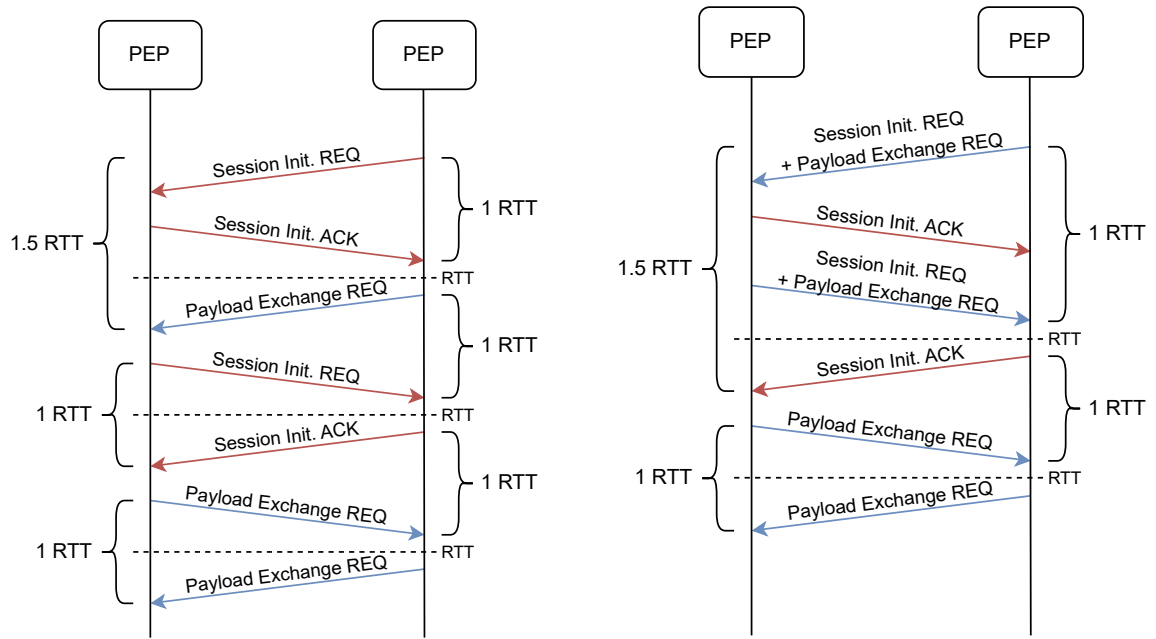 PEP
PEP
Session Init. REQ
1 RTT
1.5 RTT
Session Init. ACK
RTT
Payload Exchange REQ
1 RTT
Session Init. REQ
1 RTT
RTT
Session Init. ACK
1 RTT
Payload Exchange REQ
1 RTT
RTT
Payload Exchange REQ
PEP
PEP
Session Init. REQ
+ Payload Exchange REQ
Session Init. ACK
1 RTT
1.5 RTT
Session Init. REQ
+ Payload Exchange REQ
RTT
Session Init. ACK
1 RTT
Payload Exchange REQ
1 RTT
RTT
Payload Exchange REQ